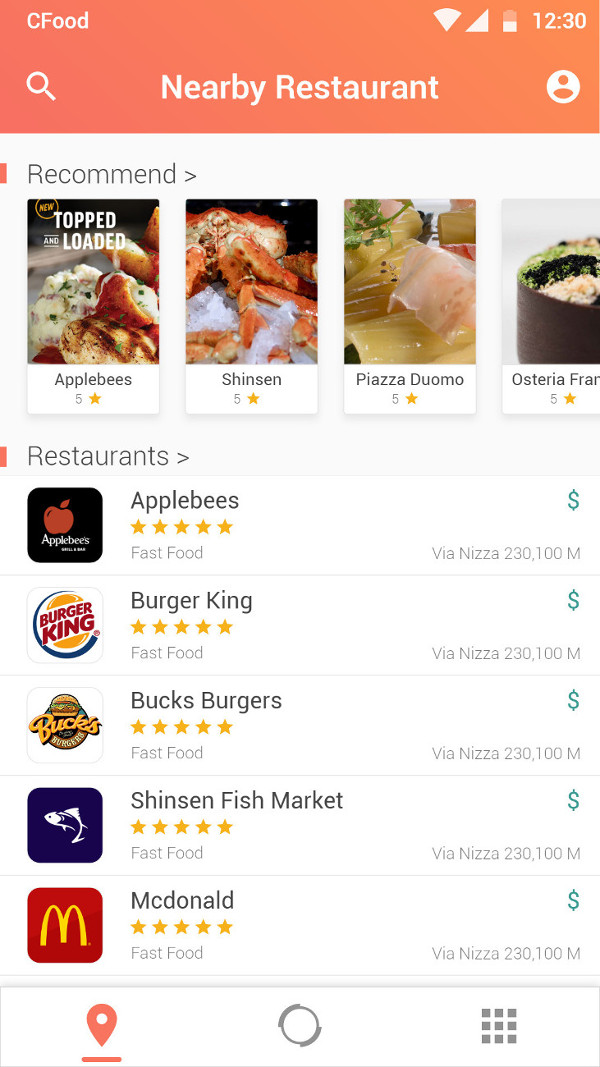 CFood 12:30
Nearby Restaurant
Recommend >
NEW
TOPPED
AND LOADED
Applebees
5
Shinsen
5
Piazza Duomo
5
Osteria Fran
5
Restaurants >
Applebee's
GRILL & BAR
Applebees
$
Fast Food
Via Nizza 230,100 M
BURGER
KING
®
Burger King
$
Fast Food
Via Nizza 230,100 M
Buck's
BURGERS
Bucks Burgers
$
Fast Food
Via Nizza 230,100 M
Shinsen Fish Market
$
Fast Food
Via Nizza 230,100 M
M
Mcdonald
$
Fast Food
Via Nizza 230,100 M